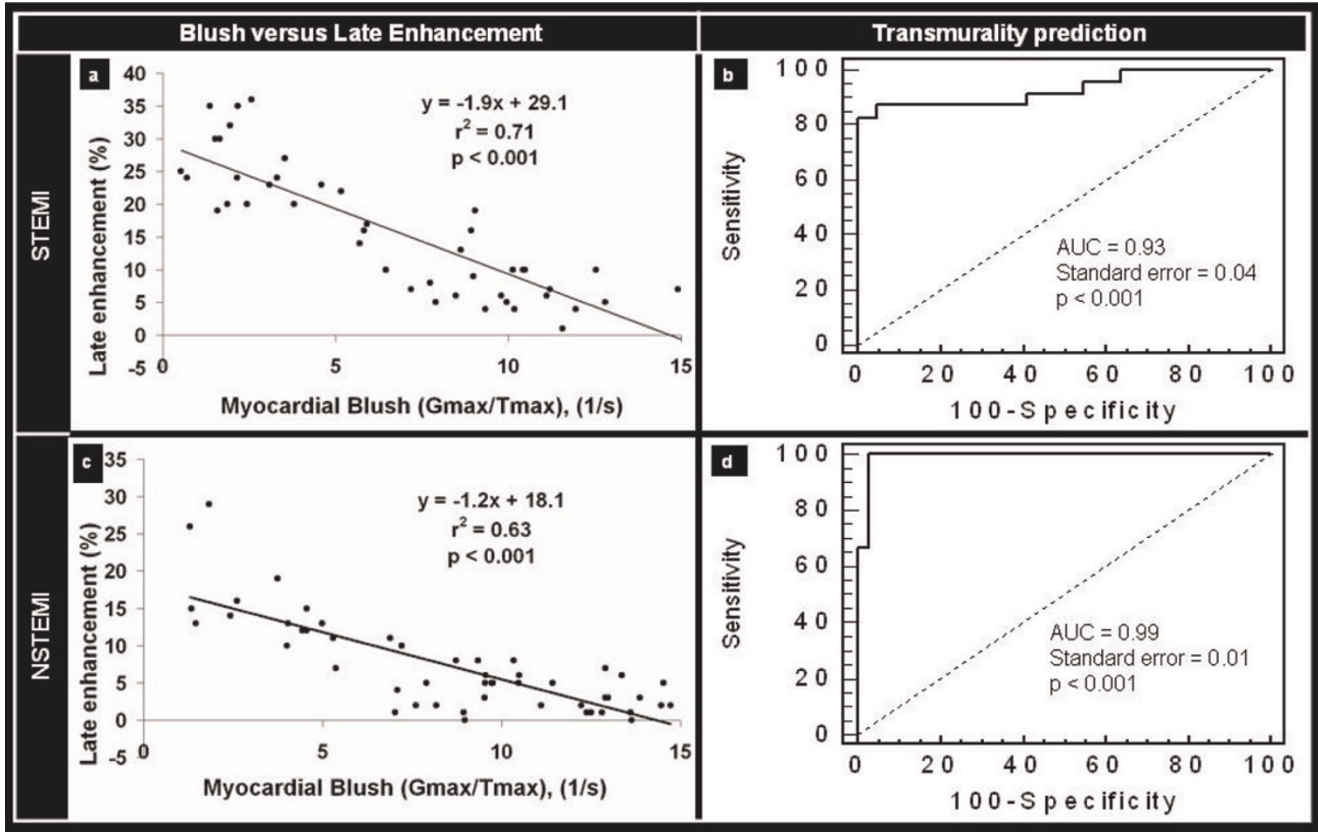 Blush versus Late Enhancement
Transmurality prediction
STEMI
a
Late enhancement (%)
40
35
30
25
20
15
10
5
0
-5
y = -1.9x + 29.1
r² = 0.71
p < 0.001
0 5 10 15
Myocardial Blush (Gmax/Tmax), (1/s)
b
Sensitivity
100
80
60
40
20
0
AUC = 0.93
Standard error = 0.04
p < 0.001
0 20 40 60 80 100
100-Specificity
NSTEMI
c
Late enhancement (%)
35
30
25
20
15
10
5
0
-5
y = -1.2x + 18.1
r² = 0.63
p < 0.001
0 5 10 15
Myocardial Blush (Gmax/Tmax), (1/s)
d
Sensitivity
100
80
60
40
20
0
AUC = 0.99
Standard error = 0.01
p < 0.001
0 20 40 60 80 100
100-Specificity